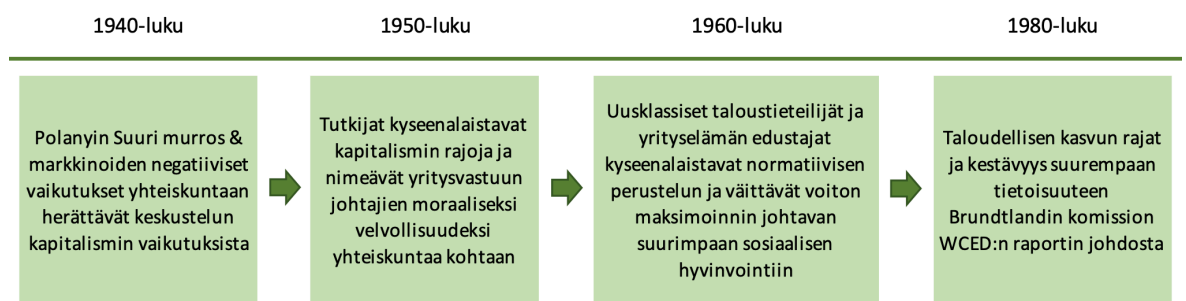 1940-luku
1950-luku
1960-luku
1980-luku
Polanyin Suuri murros &
markkinoiden negatiiviset
vaikutukset yhteiskuntaan
herättävät keskustelun
kapitalismin vaikutuksista
Tutkijat kyseenalaistavat
kapitalismin rajoja ja
nimeävät yritysvastuun
johtajien moraaliseksi
velvollisuudeksi
yhteiskuntaa kohtaan
Uusklassiset taloustieteilijät ja
yrityselämän edustajat
kyseenalaistavat normatiivisen
perustelun ja väittävät voiton
maksimoinnin johtavan
suurimpaan sosiaalisen
hyvinvointiin
Taloudellisen kasvun rajat
ja kestävyys suurempaan
tietoisuuteen
Brundtlandin komission
WCED:n raportin johdosta